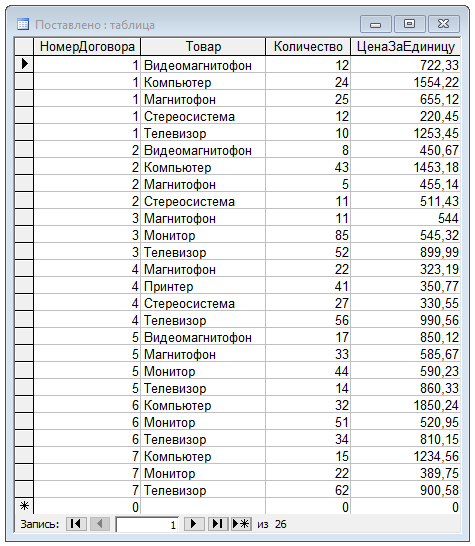 Поставлено : таблица
НомерДоговора Товар Количество ЦенаЗаЕдиницу
1 Видеомагнитофон 12 722,33
1 Компьютер 24 1554,22
1 Магнитофон 25 655,12
1 Стереосистема 12 220,45
1 Телевизор 10 1253,45
2 Видеомагнитофон 8 450,67
2 Компьютер 43 1453,18
2 Магнитофон 5 455,14
2 Стереосистема 11 511,43
3 Магнитофон 11 544
3 Монитор 85 545,32
3 Телевизор 52 899,99
4 Магнитофон 22 323,19
4 Принтер 41 350,77
4 Стереосистема 27 330,55
4 Телевизор 56 990,56
5 Видеомагнитофон 17 850,12
5 Магнитофон 33 585,67
5 Монитор 44 590,23
5 Телевизор 14 860,33
6 Компьютер 32 1850,24
6 Монитор 51 520,95
6 Телевизор 34 810,15
7 Компьютер 15 1234,56
7 Монитор 22 389,75
7 Телевизор 62 900,58
0 0 0
Запись: 1 из 26